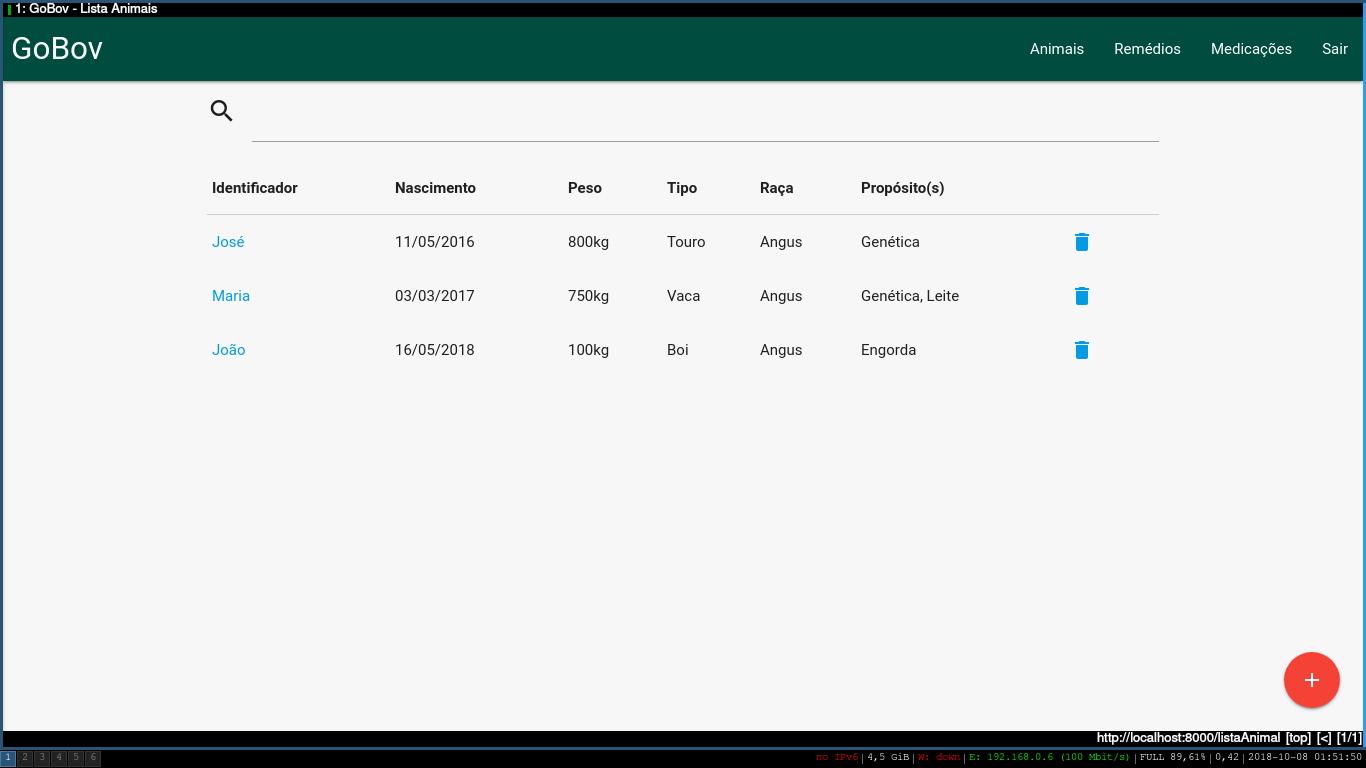 1: GoBov - Lista Animais
GoBov Animais Remédios Medicações Sair
Identificador Nascimento Peso Tipo Raça Propósito(s)
José 11/05/2016 800kg Touro Angus Genética
Maria 03/03/2017 750kg Vaca Angus Genética, Leite
João 16/05/2018 100kg Boi Angus Engorda
http://localhost:8000/listaAnimal [top] [<] [1/1]
1 2 3 4 5 6 no IPv6 | 4,5 GiB | W: down | E: 192.168.0.6 (100 Mbit/s) | FULL 89,61% | 0,42 | 2018-10-08 01:51:50